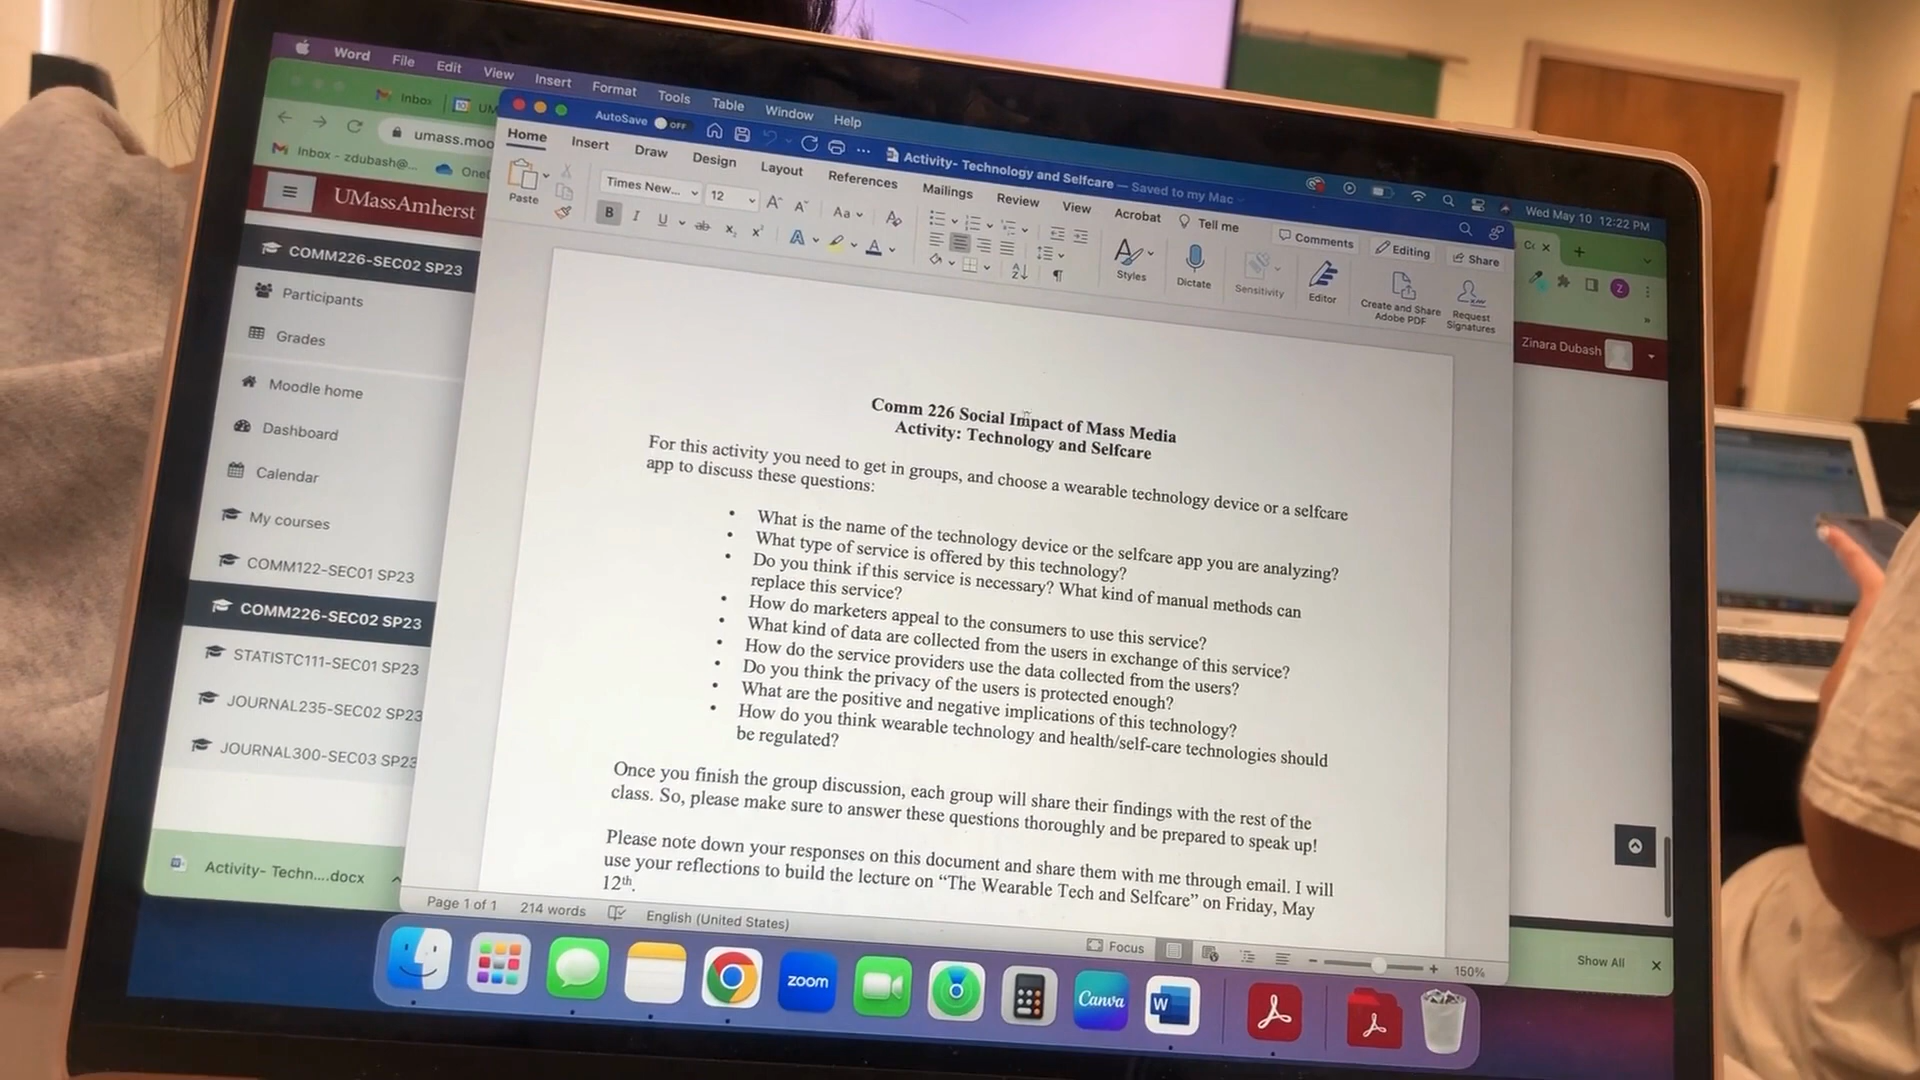 Word File Edit View Insert Format Tools Table Window Help
Wed May 10 12:22 PM
Inbox
umass.moo
Inbox - zdubash@...
UMassAmherst
COMM226-SEC02 SP23
Participants
Grades
Moodle home
Dashboard
Calendar
My courses
COMM122-SEC01 SP23
COMM226-SEC02 SP23
STATISTC111-SEC01 SP23
JOURNAL235-SEC02 SP23
JOURNAL300-SEC03 SP23
Activity- Techn....docx
AutoSave OFF
Activity- Technology and Selfcare — Saved to my Mac
Home Insert Draw Design Layout References Mailings Review View Acrobat Tell me
Comments Editing Share
Paste
Times New... 12
Aa
B I U ab x₂ x²
Styles
Dictate
Sensitivity
Editor
Create and Share
Adobe PDF
Request
Signatures
Z
Zinara Dubash
Comm 226 Social Impact of Mass Media
Activity: Technology and Selfcare
For this activity you need to get in groups, and choose a wearable technology device or a selfcare
app to discuss these questions:
• What is the name of the technology device or the selfcare app you are analyzing?
• What type of service is offered by this technology?
• Do you think if this service is necessary? What kind of manual methods can
replace this service?
• How do marketers appeal to the consumers to use this service?
• What kind of data are collected from the users in exchange of this service?
• How do the service providers use the data collected from the users?
• Do you think the privacy of the users is protected enough?
• What are the positive and negative implications of this technology?
• How do you think wearable technology and health/self-care technologies should
be regulated?
Once you finish the group discussion, each group will share their findings with the rest of the
class. So, please make sure to answer these questions thoroughly and be prepared to speak up!
Please note down your responses on this document and share them with me through email. I will
use your reflections to build the lecture on “The Wearable Tech and Selfcare” on Friday, May
12th.
Page 1 of 1 214 words English (United States)
Focus
150%
Show All
zoom
Canva
W